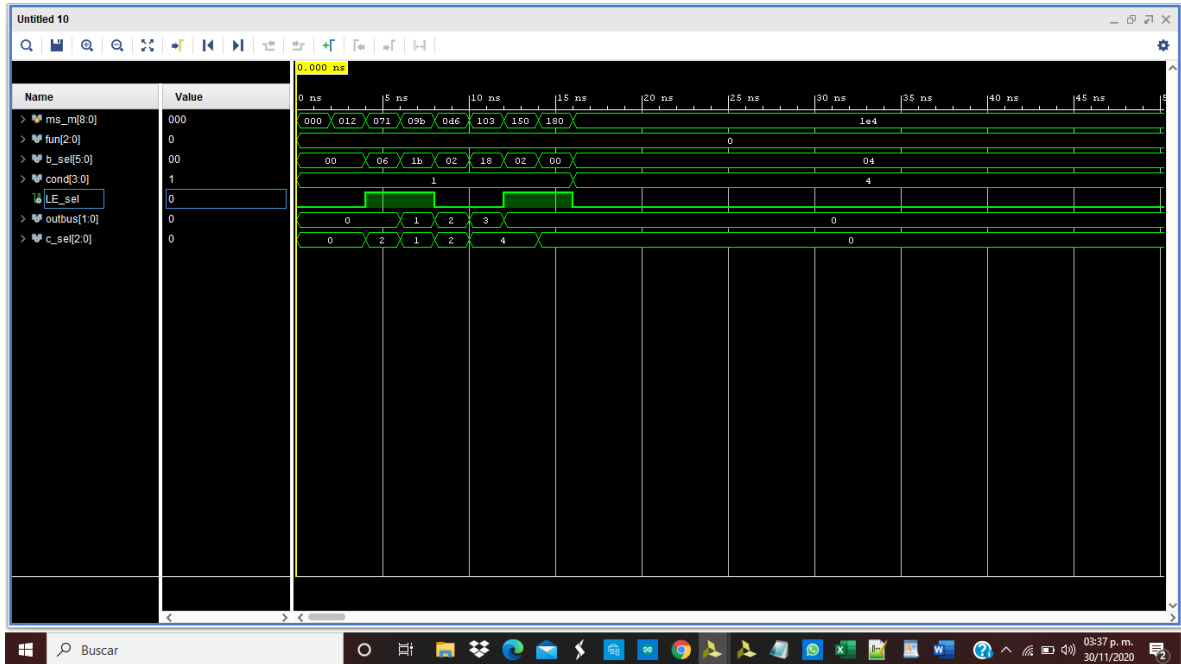 Untitled 10
0.000 ns
Name Value
0 ns 5 ns 10 ns 15 ns 20 ns 25 ns 30 ns 35 ns 40 ns 45 ns
ms_m[8:0] 000 000 012 071 09b 0d6 103 150 180 1e4
fun[2:0] 0 0
b_sel[5:0] 00 00 06 1b 02 18 02 00 04
cond[3:0] 1 1 4
LE_sel 0
outbus[1:0] 0 0 1 2 3 0
c_sel[2:0] 0 0 2 1 2 4 0
Buscar
03:37 p. m.
30/11/2020
2